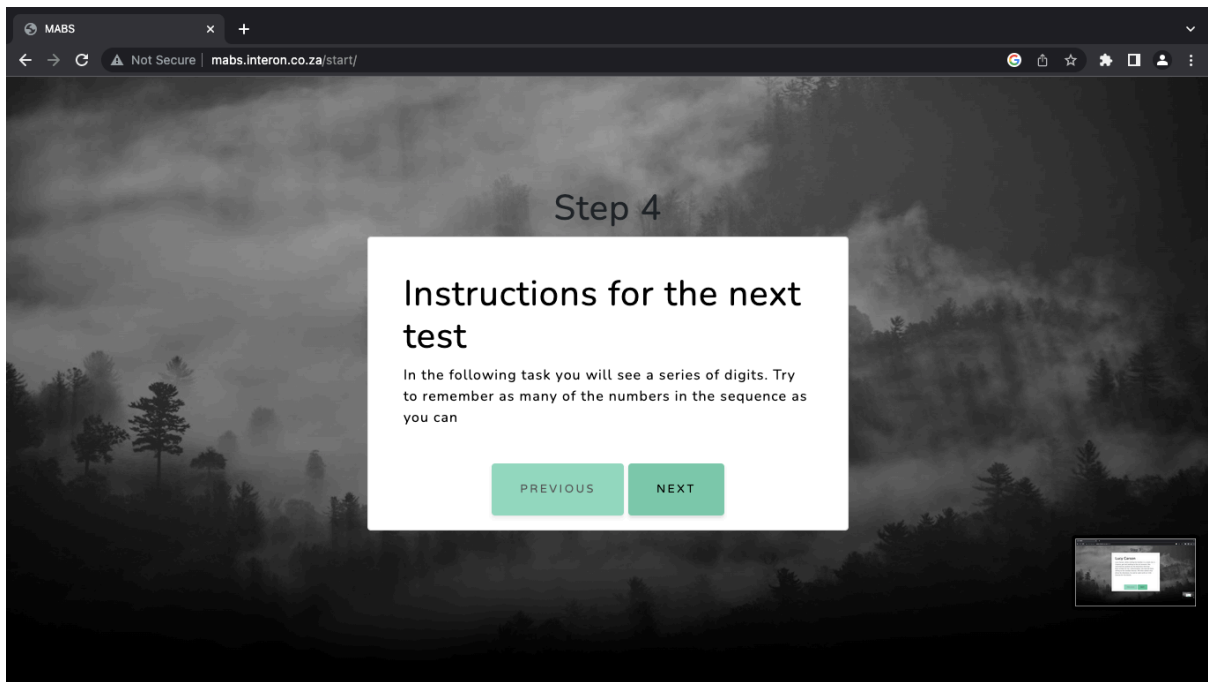 MABS
Not Secure | mabs.interon.co.za/start/
Step 4
Instructions for the next
test
In the following task you will see a series of digits. Try
to remember as many of the numbers in the sequence as
you can
PREVIOUS NEXT